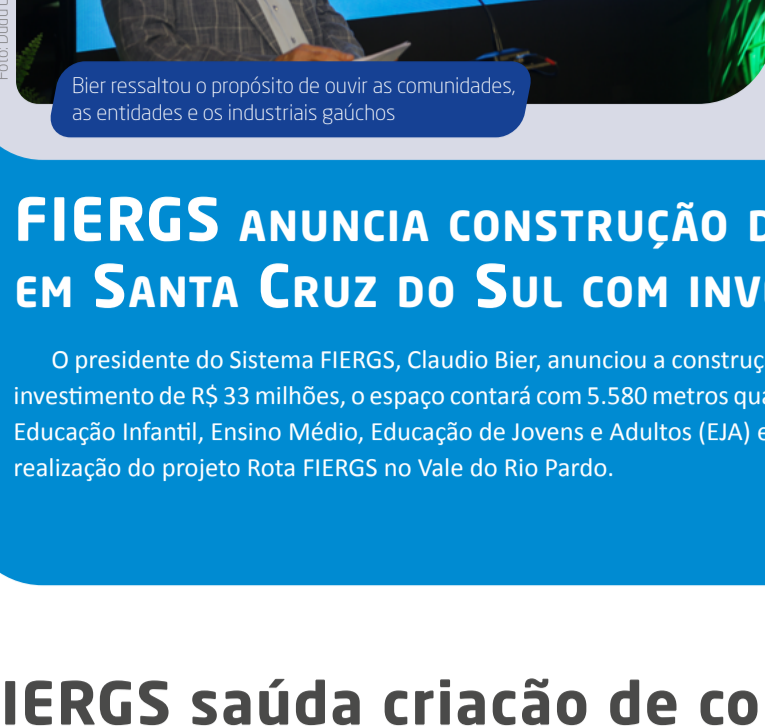 Foto: Dudu
Bier ressaltou o propósito de ouvir as comunidades,
as entidades e os industriais gaúchos
FIERGS ANUNCIA CONSTRUÇÃO
EM SANTA CRUZ DO SUL COM
O presidente do Sistema FIERGS, Claudio Bier, anunciou a
investimento de R$ 33 milhões, o espaço contará com 5.580 metros
Educação Infantil, Ensino Médio, Educação de Jovens e Adultos (EJA) e
realização do projeto Rota FIERGS no Vale do Rio Pardo.
IERGS saúda criação de co